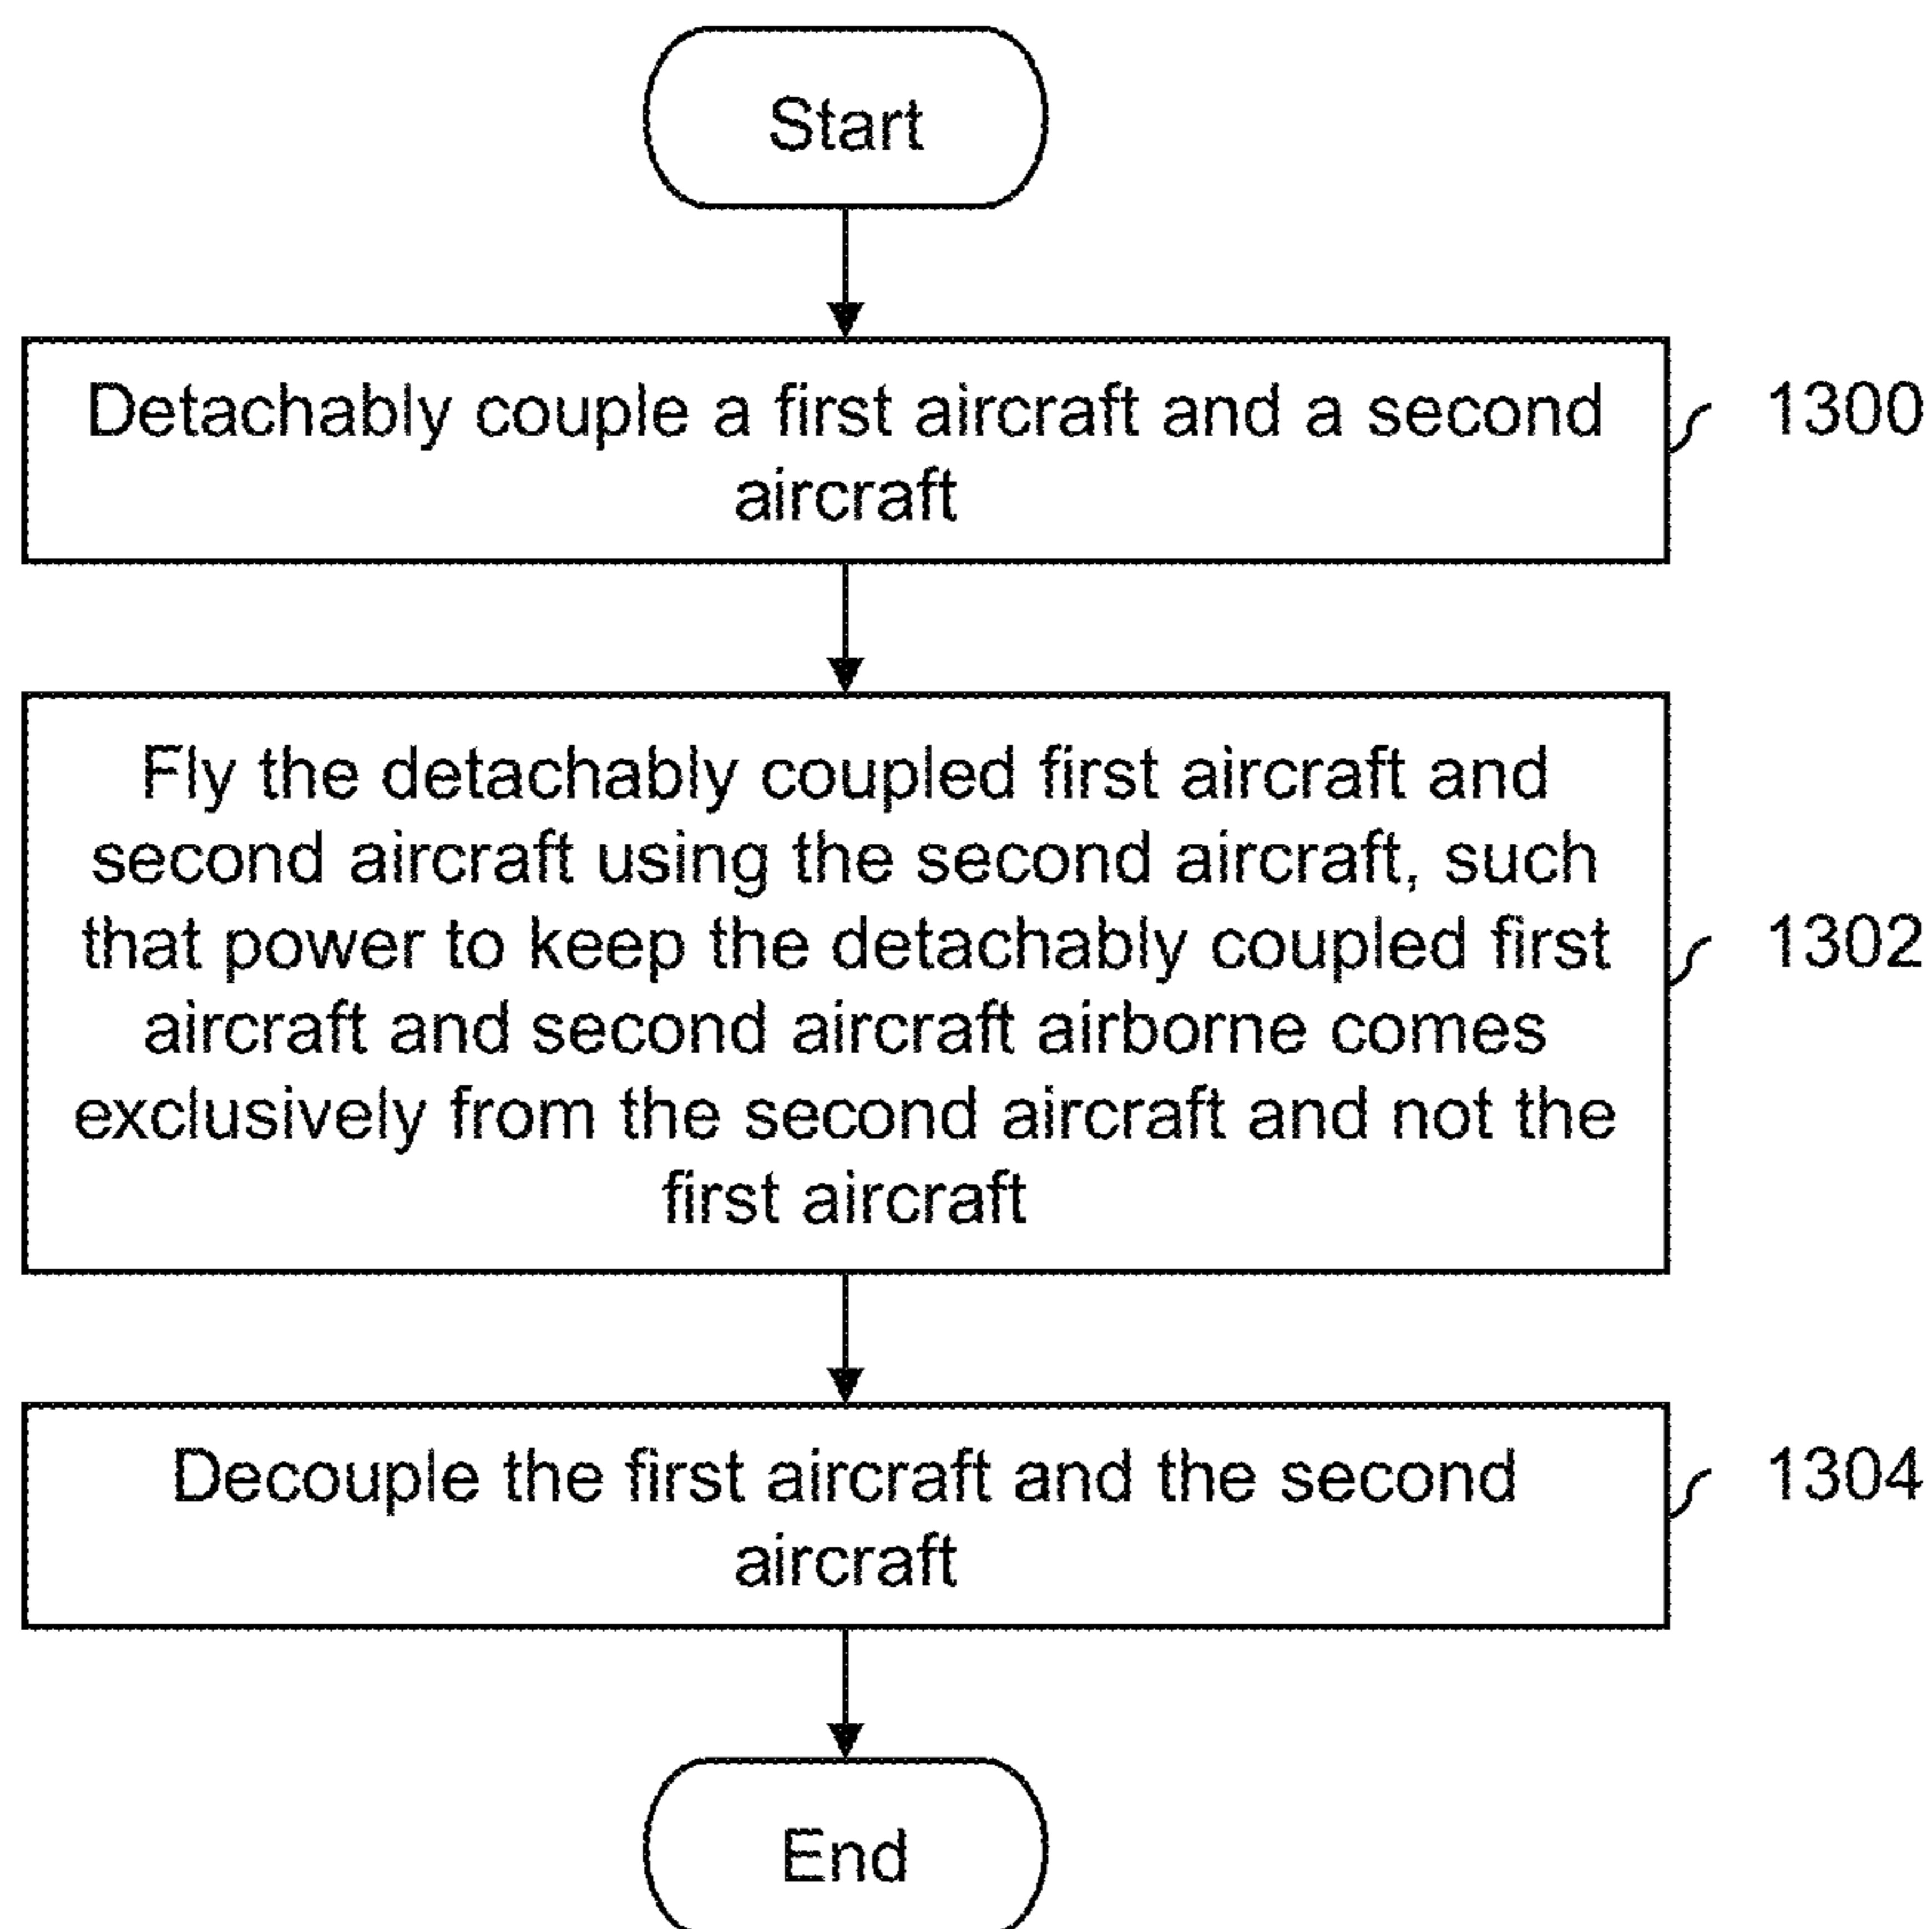 Start
Detachably couple a first aircraft and a second
aircraft
1300
Fly the detachably coupled first aircraft and
second aircraft using the second aircraft, such
that power to keep the detachably coupled first
aircraft and second aircraft airborne comes
exclusively from the second aircraft and not the
first aircraft
1302
Decouple the first aircraft and the second
aircraft
1304
End